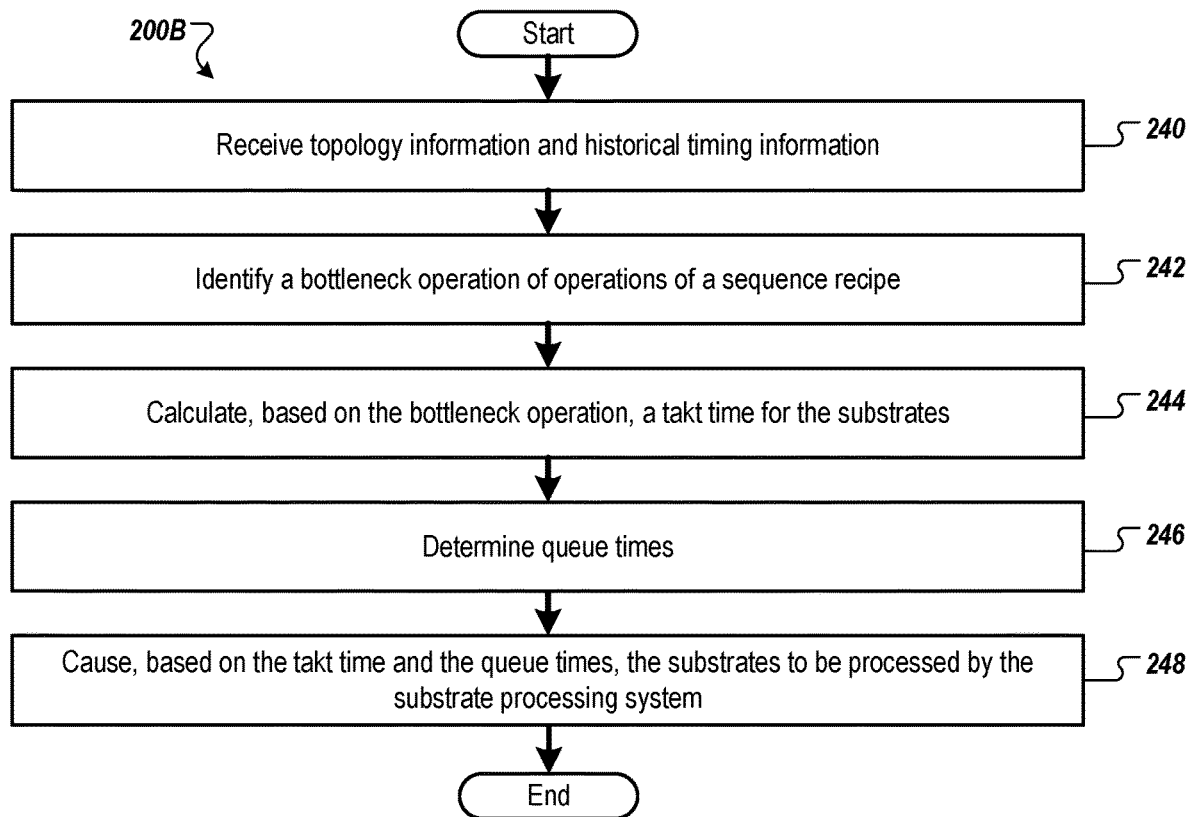 200B
Start
Receive topology information and historical timing information
240
Identify a bottleneck operation of operations of a sequence recipe
242
Calculate, based on the bottleneck operation, a takt time for the substrates
244
Determine queue times
246
Cause, based on the takt time and the queue times, the substrates to be processed by the
substrate processing system
248
End